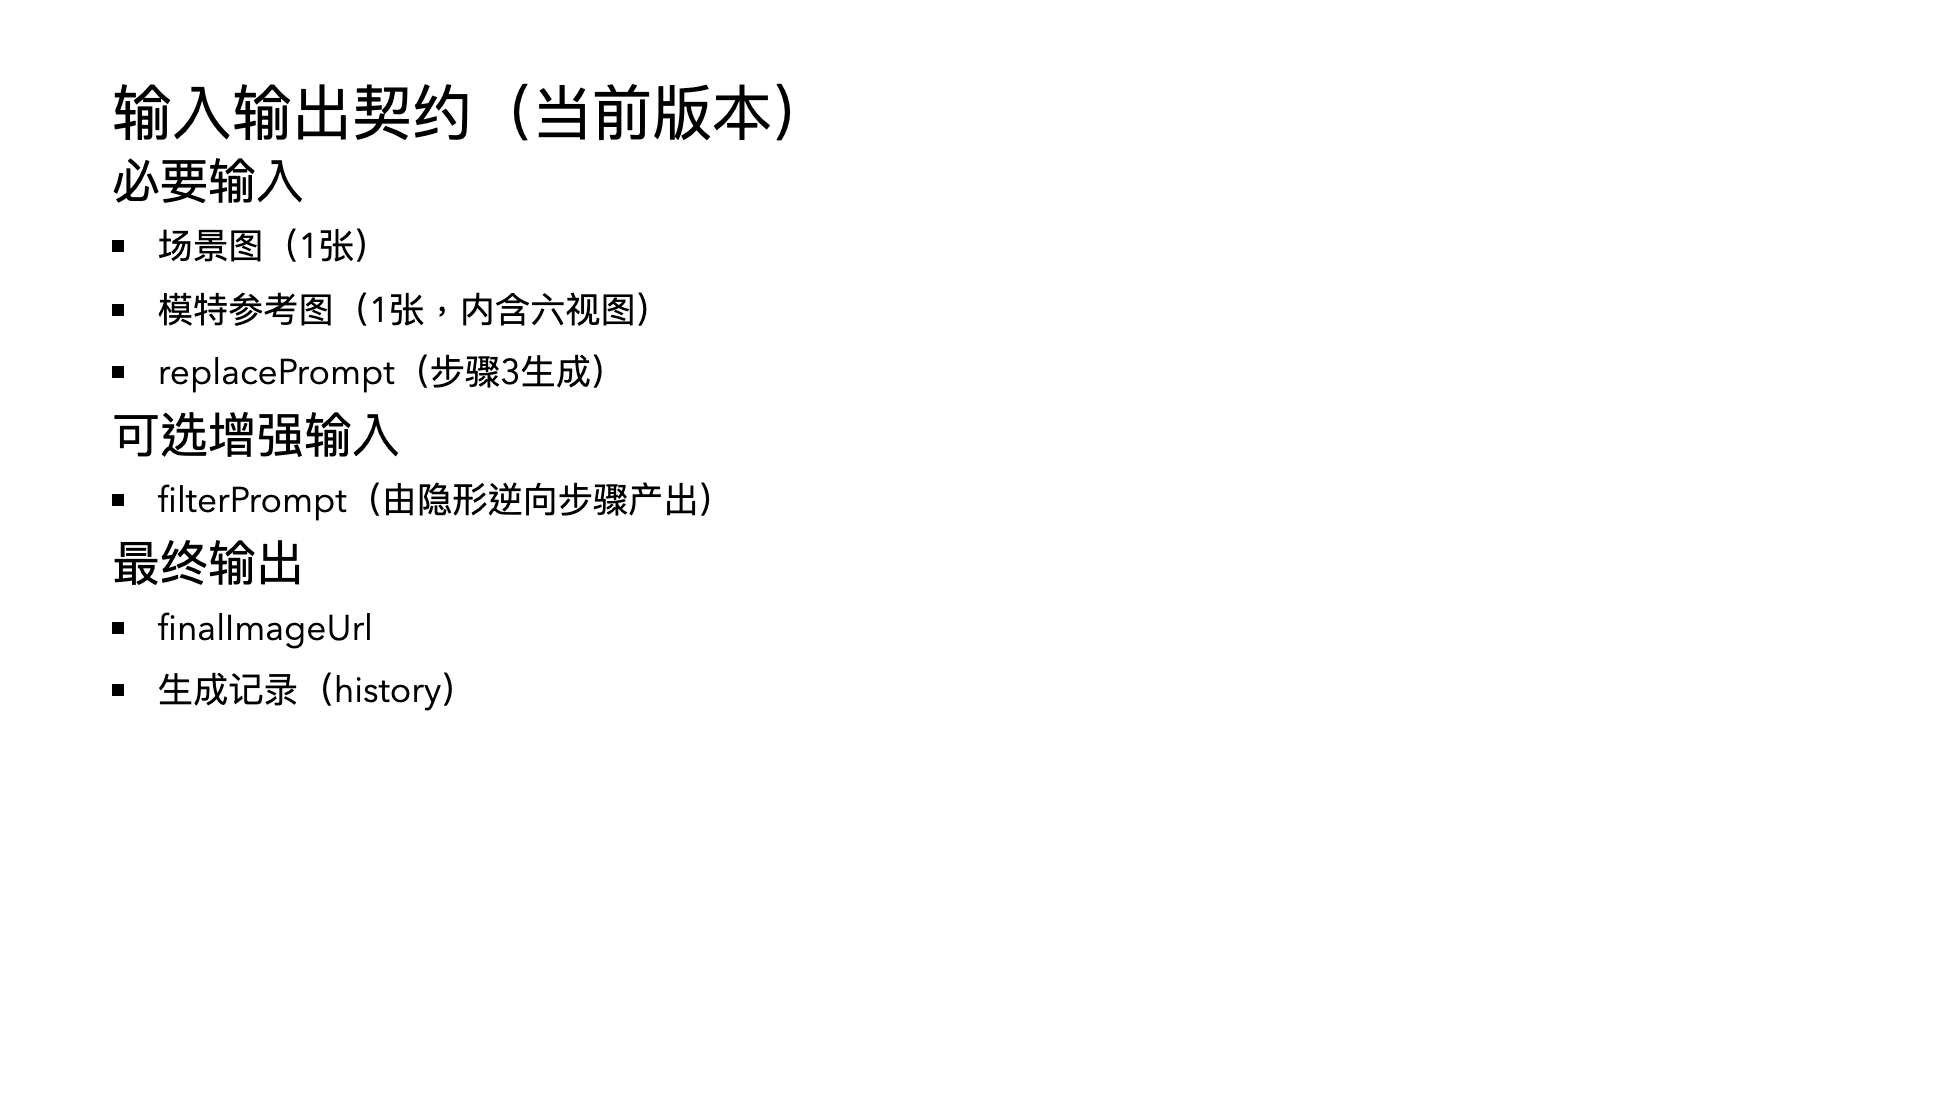 输入输出契约（当前版本）
必要输入
▪ 场景图（1张）
▪ 模特参考图（1张，内含六视图）
▪ replacePrompt（步骤3生成）
可选增强输入
▪ filterPrompt（由隐形逆向步骤产出）
最终输出
▪ finalImageUrl
▪ 生成记录（history）